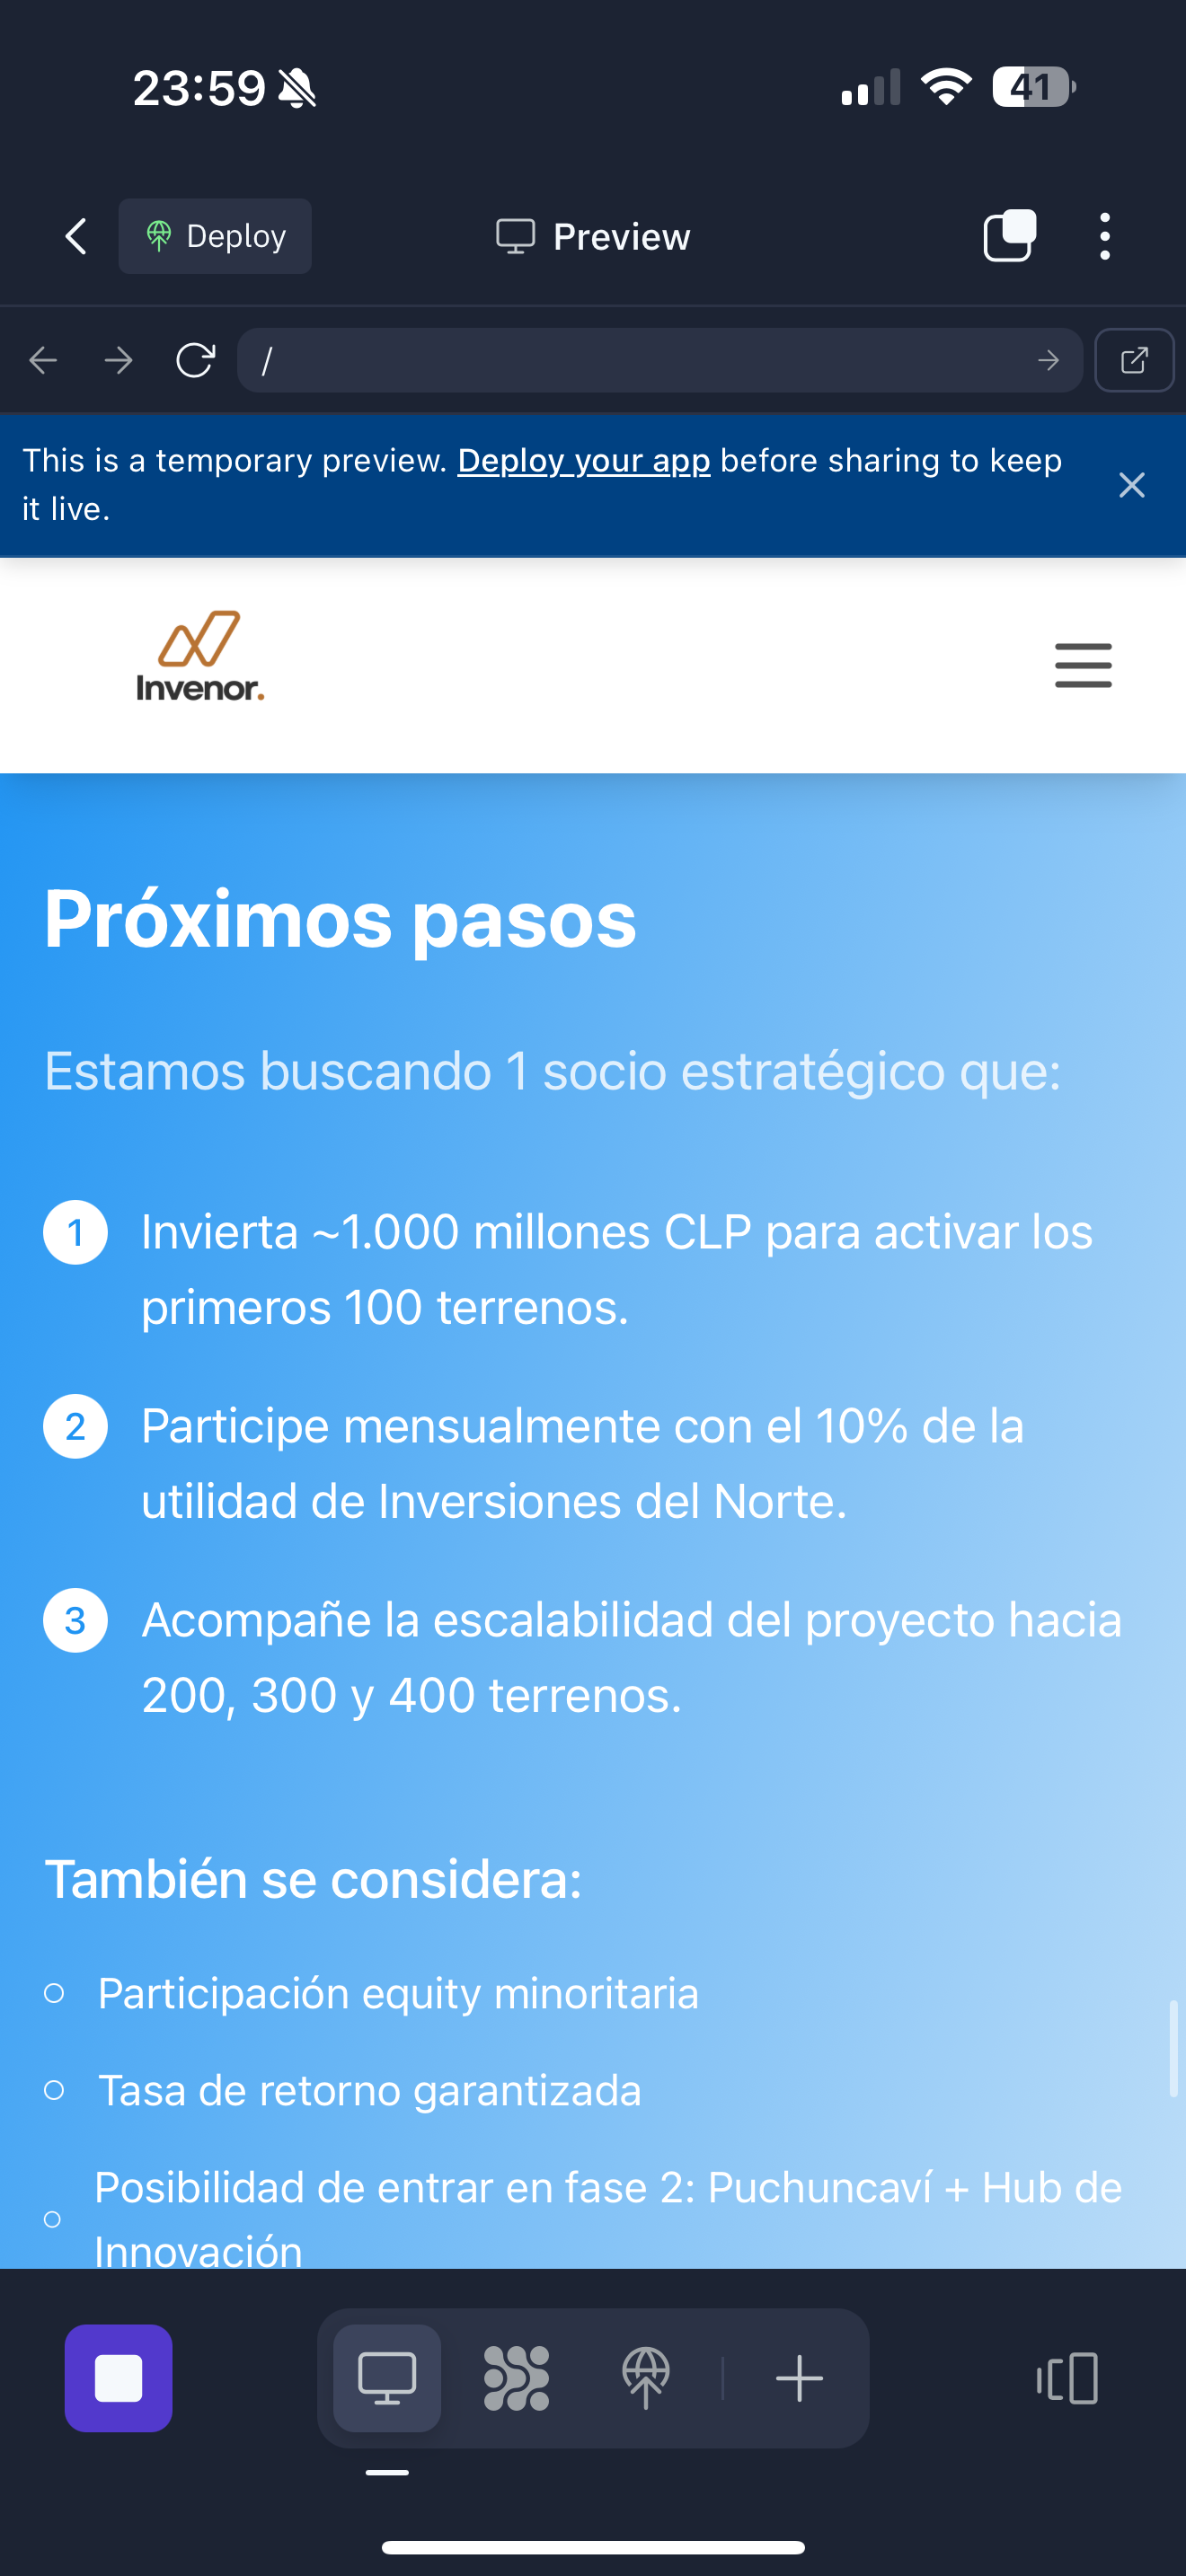 23:59
41
Deploy
Preview
/
This is a temporary preview. Deploy your app before sharing to keep
it live.
Invenor.
Próximos pasos
Estamos buscando 1 socio estratégico que:
1 Invierta ~1.000 millones CLP para activar los
primeros 100 terrenos.
2 Participe mensualmente con el 10% de la
utilidad de Inversiones del Norte.
3 Acompañe la escalabilidad del proyecto hacia
200, 300 y 400 terrenos.
También se considera:
Participación equity minoritaria
Tasa de retorno garantizada
Posibilidad de entrar en fase 2: Puchuncaví + Hub de
Innovación